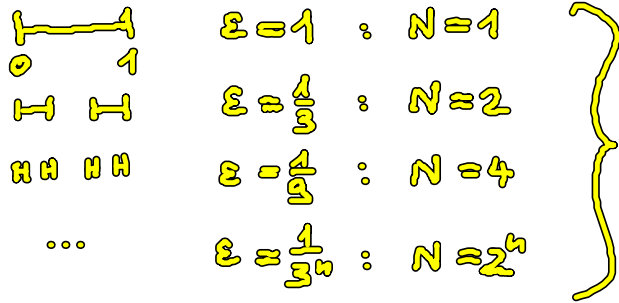 ε = 1 : N = 1
0 1
ε = 1/3 : N = 2
ε = 1/9 : N = 4
... ε = 1/3ⁿ : N = 2ⁿ